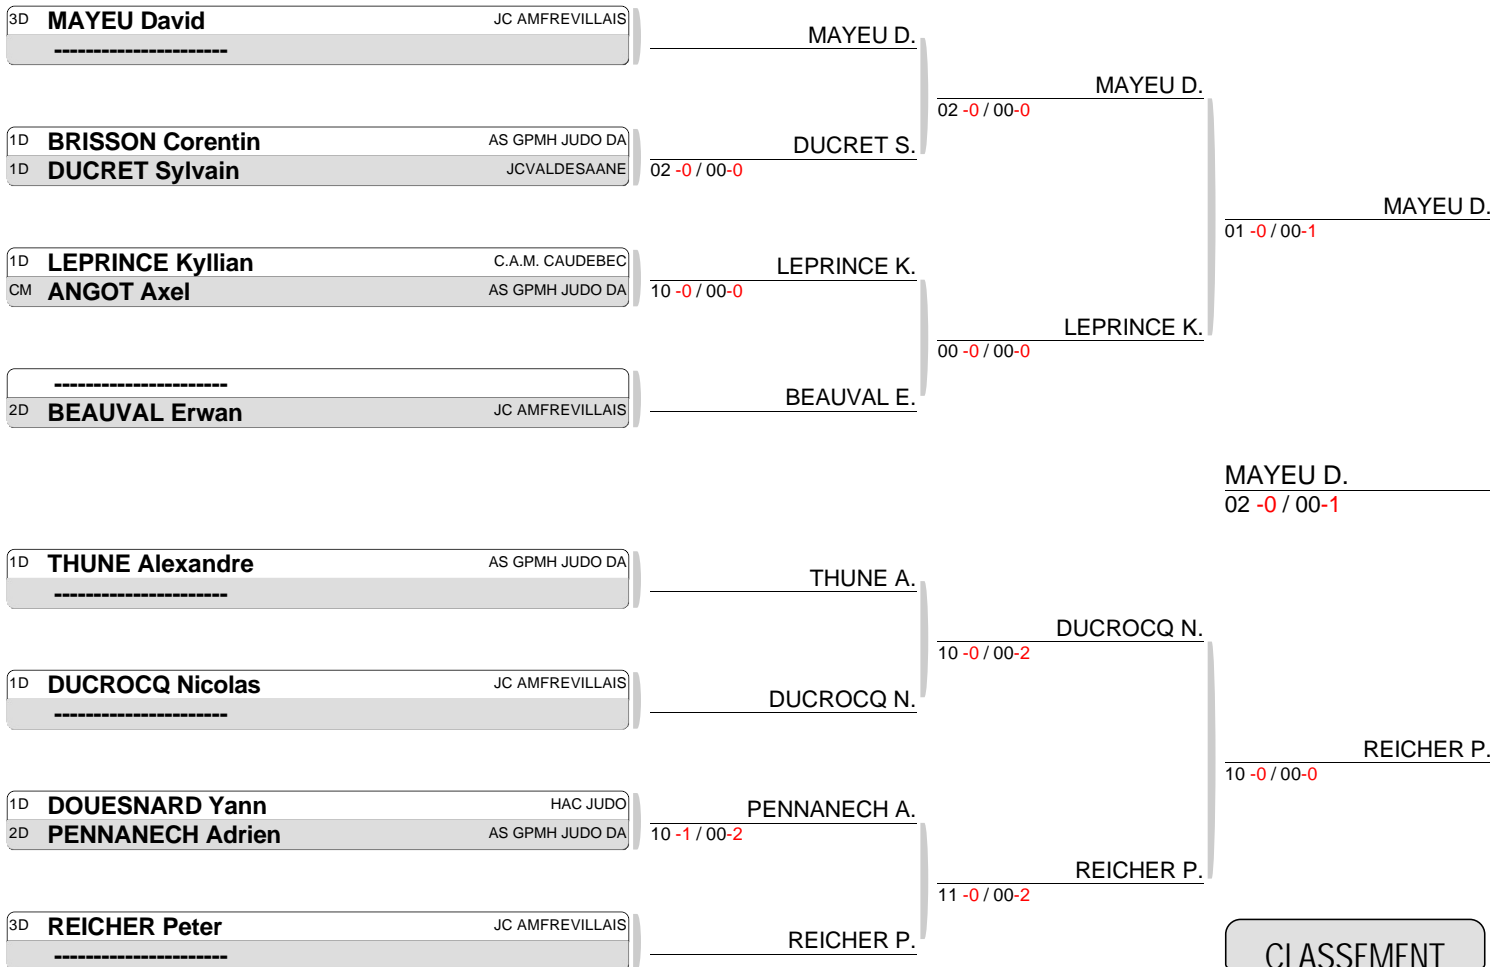 3D MAYEU David JC AMFREVILLAIS
----------------------
MAYEU D.
MAYEU D.
02 -0 / 00-0
1D BRISSON Corentin AS GPMH JUDO DA
1D DUCRET Sylvain JCVALDESAANE
DUCRET S.
02 -0 / 00-0
MAYEU D.
01 -0 / 00-1
1D LEPRINCE Kyllian C.A.M. CAUDEBEC
CM ANGOT Axel AS GPMH JUDO DA
LEPRINCE K.
10 -0 / 00-0
LEPRINCE K.
00 -0 / 00-0
----------------------
2D BEAUVAL Erwan JC AMFREVILLAIS
BEAUVAL E.
MAYEU D.
02 -0 / 00-1
1D THUNE Alexandre AS GPMH JUDO DA
----------------------
THUNE A.
DUCROCQ N.
10 -0 / 00-2
1D DUCROCQ Nicolas JC AMFREVILLAIS
----------------------
DUCROCQ N.
REICHER P.
10 -0 / 00-0
1D DOUESNARD Yann HAC JUDO
2D PENNANECH Adrien AS GPMH JUDO DA
PENNANECH A.
10 -1 / 00-2
REICHER P.
11 -0 / 00-2
3D REICHER Peter JC AMFREVILLAIS
----------------------
REICHER P.
CLASSEMENT